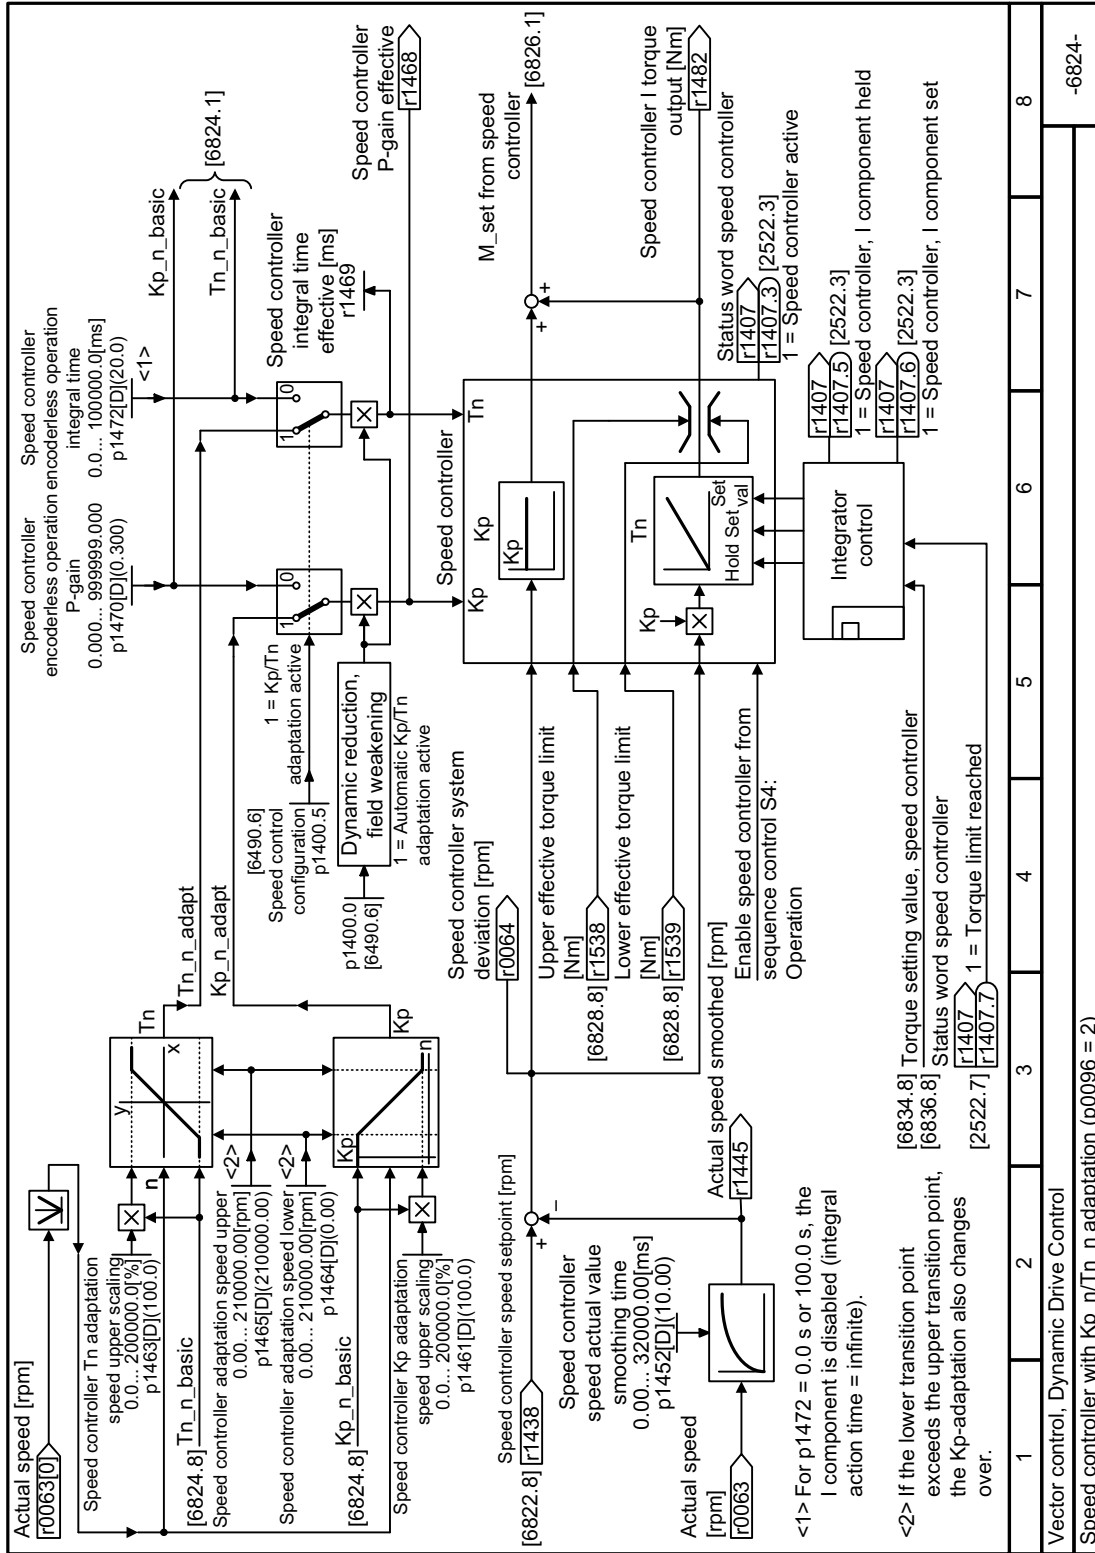 Actual speed [rpm]
r0063[0]
Speed controller Tn adaptation
speed upper scaling
0.0... 200000.0[%]
p1463[D](100.0)
[6824.8]
Tn_n_basic
Speed controller adaptation speed upper
0.00... 210000.00[rpm]
p1465[D](210000.00)
<2>
Speed controller adaptation speed lower
0.00... 210000.00[rpm]
p1464[D](0.00)
<2>
[6824.8]
Kp_n_basic
Speed controller Kp adaptation
speed upper scaling
0.0... 200000.0[%]
p1461[D](100.0)
n
y
x
Tn
Kp
n
Kp
Tn_n_adapt
Kp_n_adapt
Speed controller
encoderless operation
P-gain
0.000... 999999.000
p1470[D](0.300)
Speed controller
encoderless operation
integral time
0.0... 100000.0[ms]
p1472[D](20.0)
<1>
Kp_n_basic
Tn_n_basic
[6824.1]
[6490.6]
Speed control
configuration
p1400.5
1 = Kp/Tn
adaptation active
1
0
1
0
p1400.0
[6490.6]
Dynamic reduction,
field weakening
1 = Automatic Kp/Tn
adaptation active
Speed controller
integral time
effective [ms]
r1469
Speed controller
P-gain effective
r1468
Speed controller speed setpoint [rpm]
[6822.8]
r1438
+
–
Speed controller
speed actual value
smoothing time
0.00... 32000.00[ms]
p1452[D](10.00)
Actual speed
[rpm]
r0063
Actual speed smoothed [rpm]
r1445
Speed controller system
deviation [rpm]
r0064
Upper effective torque limit
[Nm]
[6828.8]
r1538
Lower effective torque limit
[Nm]
[6828.8]
r1539
Enable speed controller from
sequence control S4:
Operation
Speed controller
Kp
Tn
Kp
Kp
Kp
Tn
Hold
Set
Set
val
+
+
M_set from speed
controller
[6826.1]
Speed controller I torque
output [Nm]
r1482
Status word speed controller
r1407
r1407.3
[2522.3]
1 = Speed controller active
Integrator
control
r1407
r1407.5
[2522.3]
1 = Speed controller, I component held
r1407
r1407.6
[2522.3]
1 = Speed controller, I component set
[6834.8]
[6836.8]
Torque setting value, speed controller
Status word speed controller
[2522.7]
r1407
r1407.7
1 = Torque limit reached
<1> For p1472 = 0.0 s or 100.0 s, the
I component is disabled (integral
action time = infinite).
<2> If the lower transition point
exceeds the upper transition point,
the Kp-adaptation also changes
over.
1
2
3
4
5
6
7
8
Vector control, Dynamic Drive Control
Speed controller with Kp_n/Tn_n adaptation (p0096 = 2)
-6824-